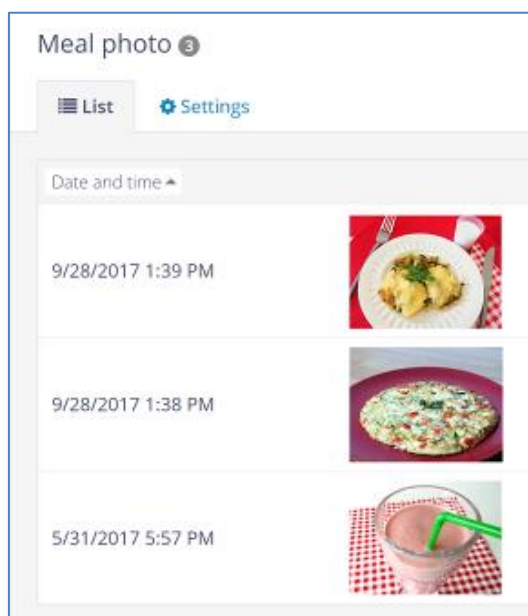 Meal photo 3
List Settings
Date and time
9/28/2017 1:39 PM
9/28/2017 1:38 PM
5/31/2017 5:57 PM